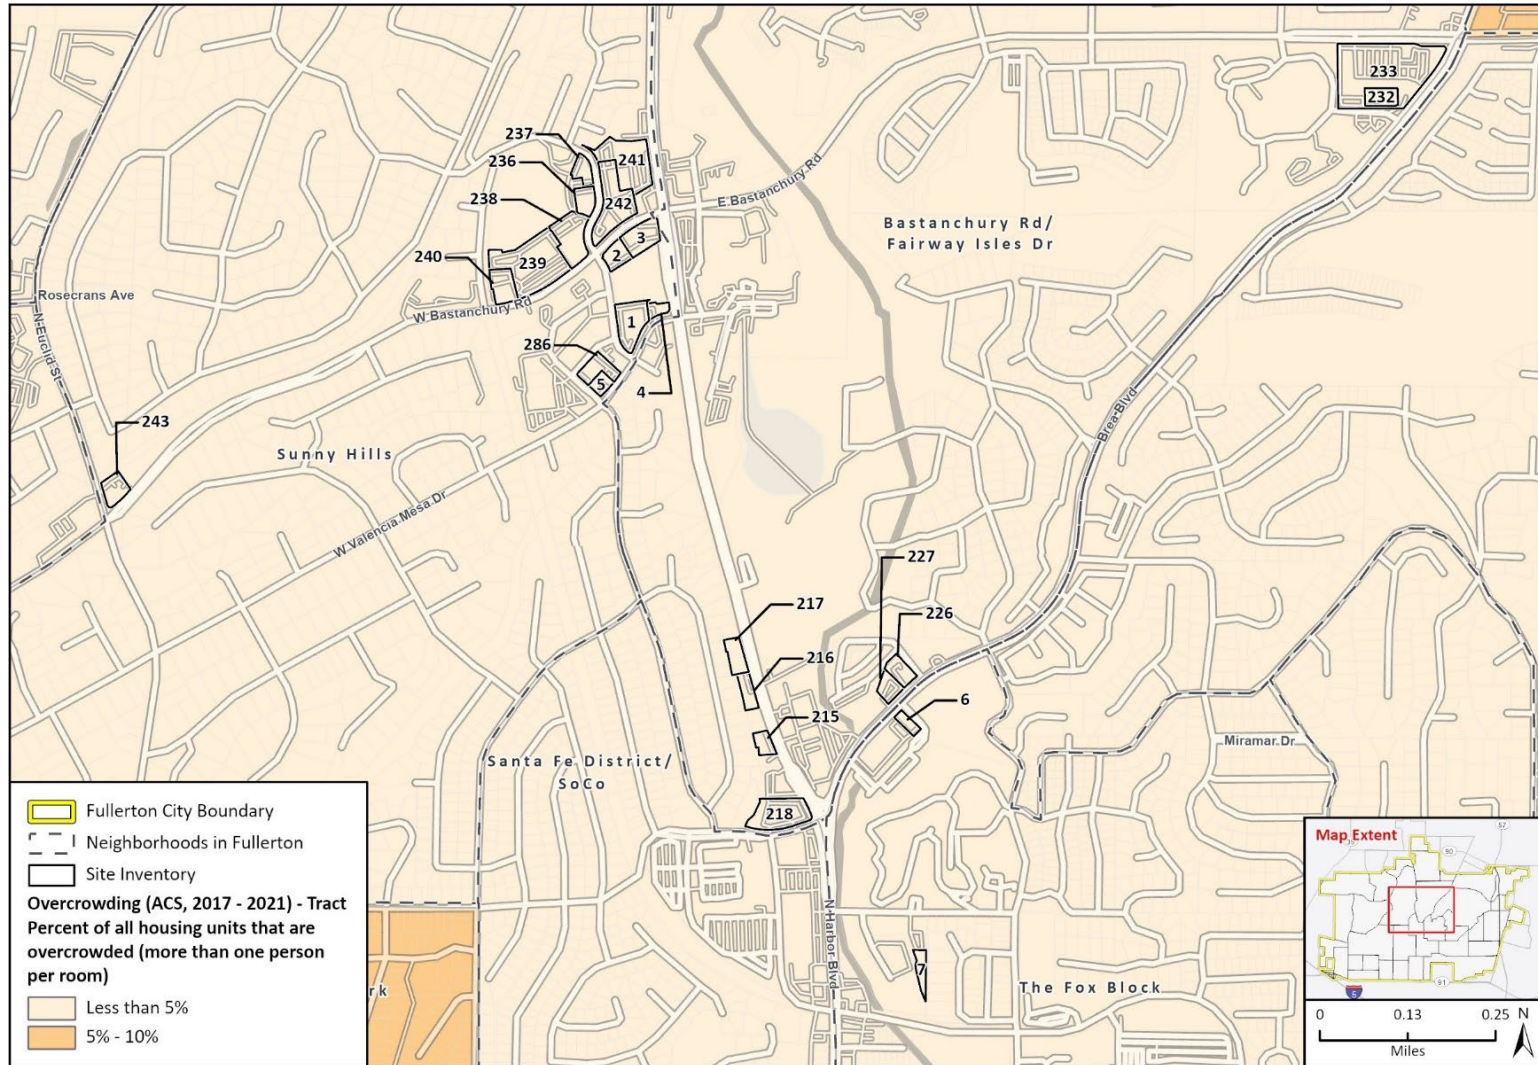 233
232
237
241
236
E Bastanchury Rd
238
242
Bastanchury Rd/
Fairway Isles Dr
3
2
240
239
Rosecrans Ave
W Bastanchury Rd
N Euclid St
1
286
5
4
Brea Blvd
243
Sunny Hills
W Valencia Mesa Dr
227
217
226
216
6
215
Miramar Dr
Santa Fe District/
SoCo
218
N Harbor Blvd
7
The Fox Block
rk
Fullerton City Boundary
Neighborhoods in Fullerton
Site Inventory
Overcrowding (ACS, 2017 - 2021) - Tract
Percent of all housing units that are
overcrowded (more than one person
per room)
Less than 5%
5% - 10%
Map Extent
57
90
91
5
0 0.13 0.25
Miles
N